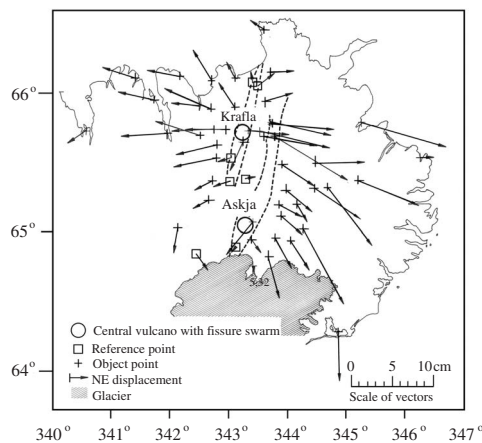 66°
65°
64°
Krafla
Askja
Central vulcano with fissure swarm
Reference point
Object point
NE displacement
Glacier
0 5 10cm
Scale of vectors
340° 341° 342° 343° 344° 345° 346° 347°